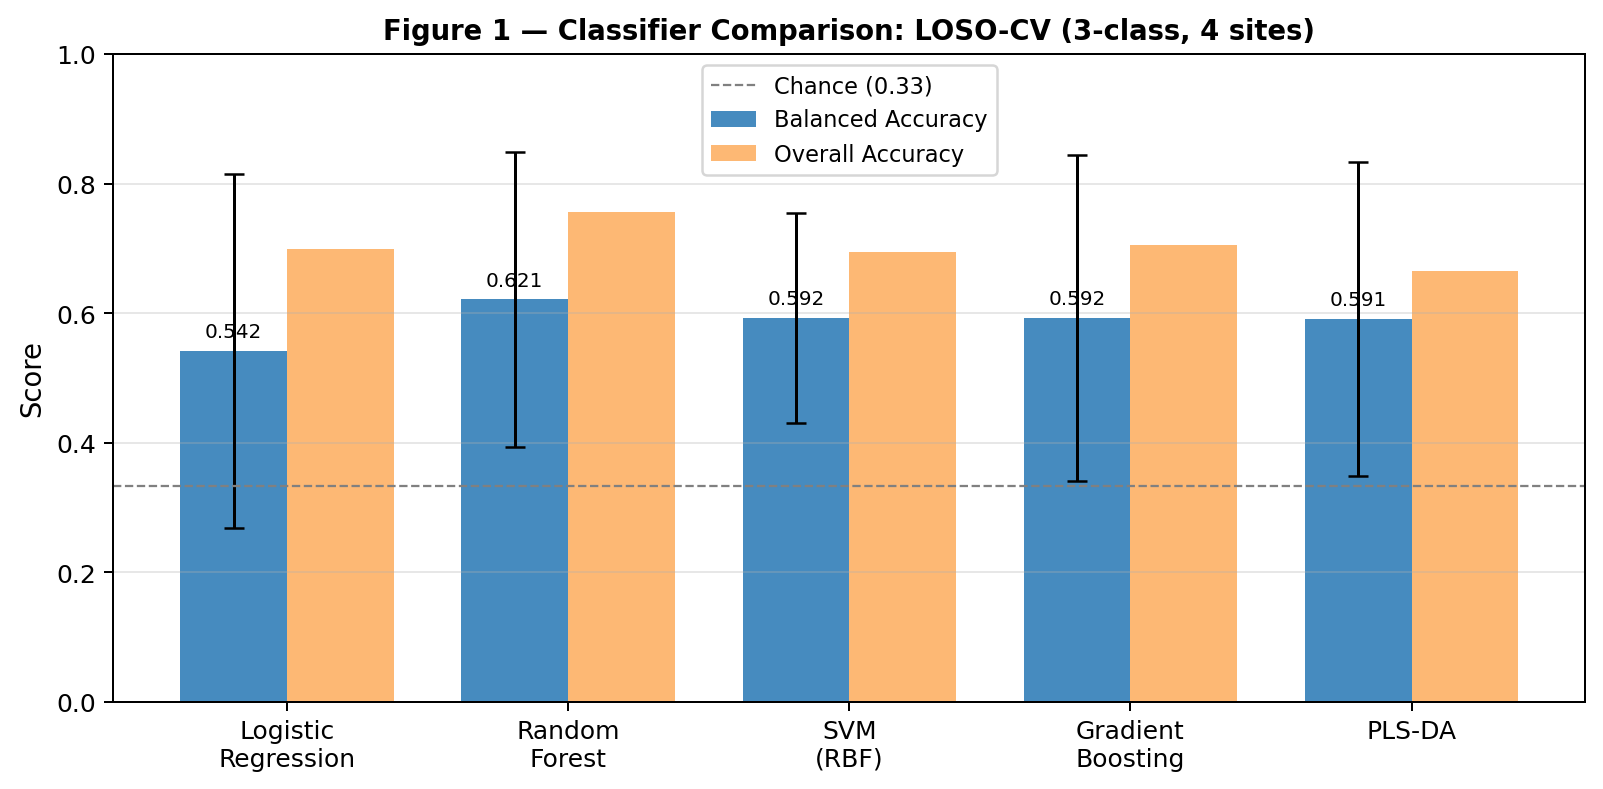 Figure 1 — Classifier Comparison: LOSO-CV (3-class, 4 sites)
1.0
0.8
0.6
0.4
0.2
0.0
Score
Chance (0.33)
Balanced Accuracy
Overall Accuracy
0.542
0.621
0.592
0.592
0.591
Logistic
Regression
Random
Forest
SVM
(RBF)
Gradient
Boosting
PLS-DA